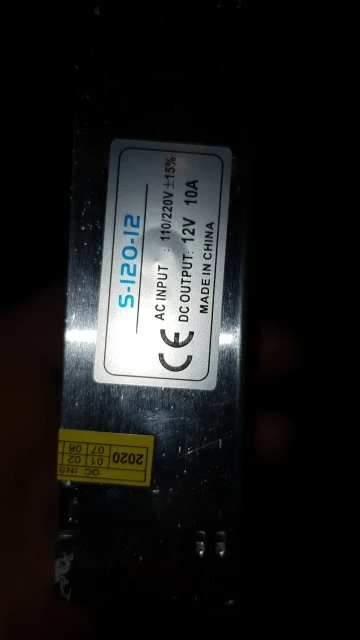 S-120-12
AC INPUT : 110/220V ±15%
DC OUTPUT: 12V 10A
CE MADE IN CHINA
2020 01 02
07 08
QC INS